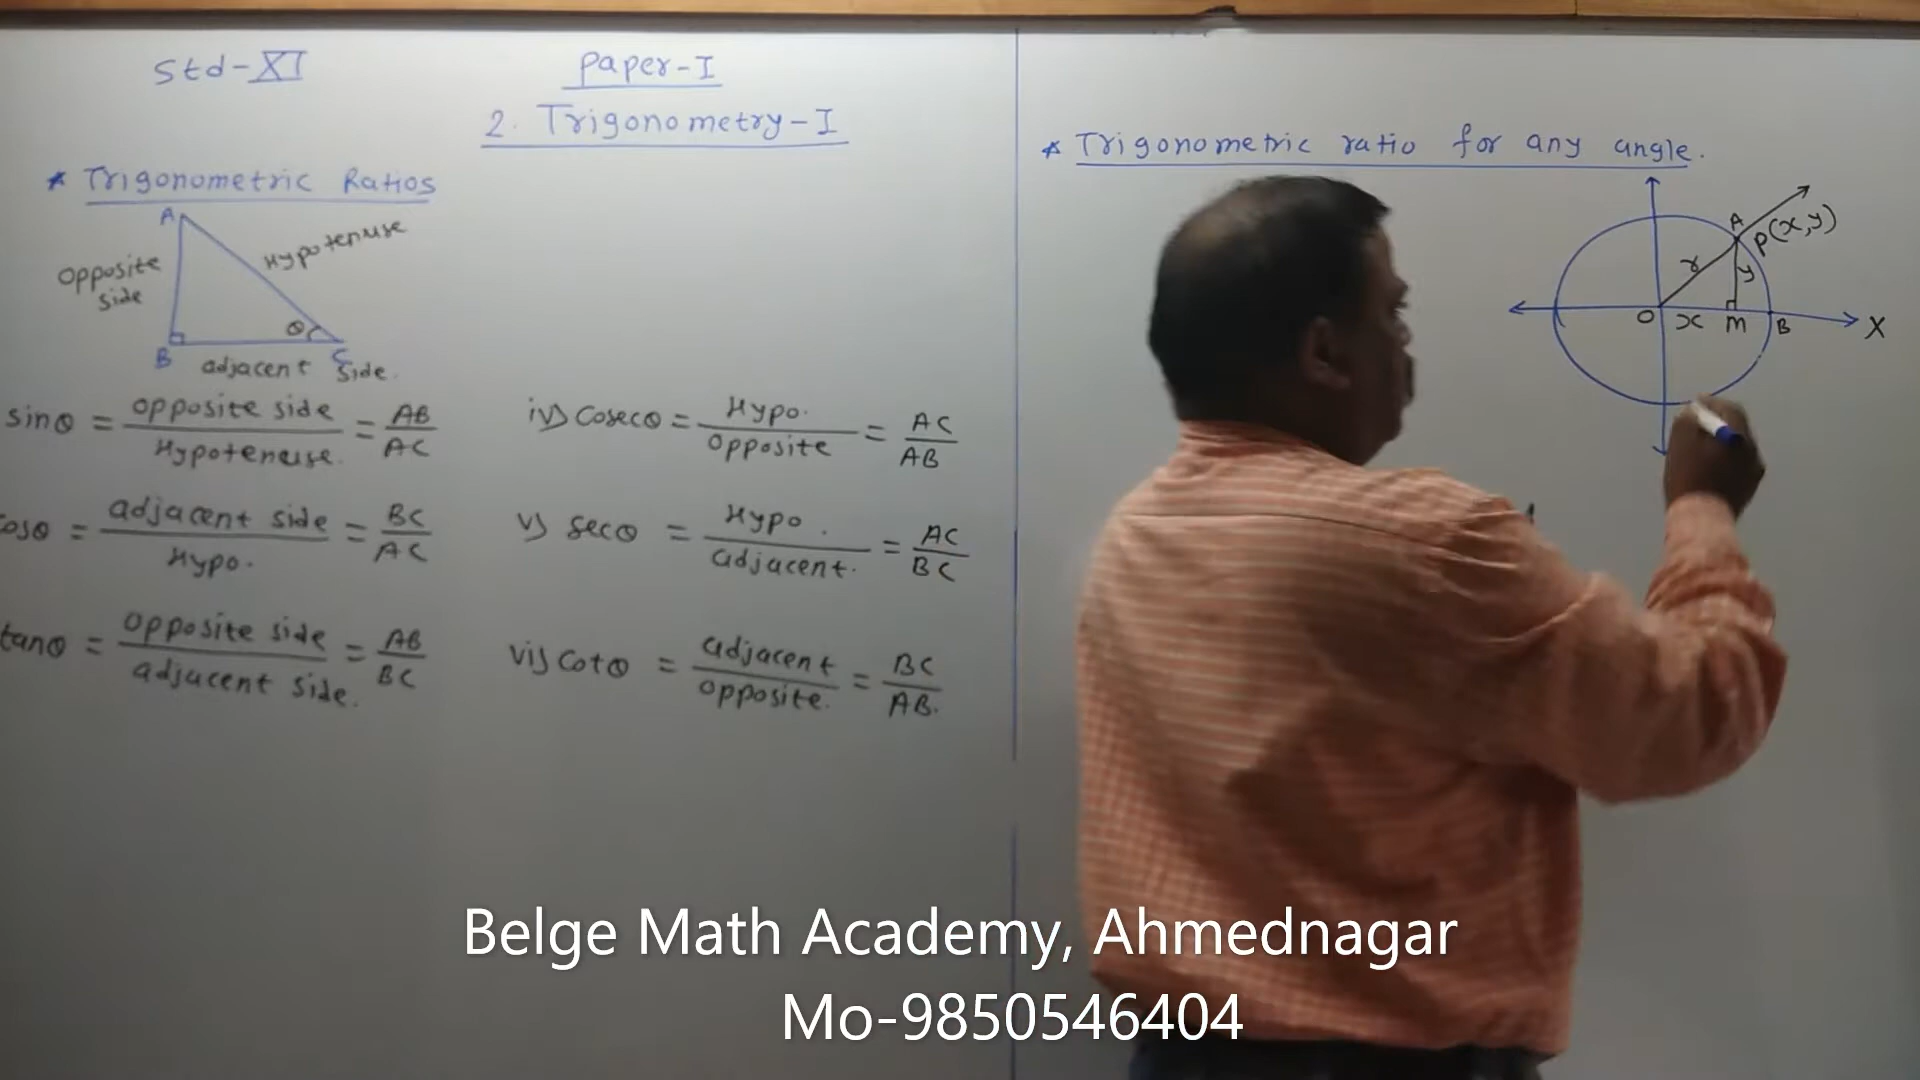 Std-XI
Paper-I
2. Trigonometry-I
* Trigonometric Ratios
A
Opposite side
Hypotenuse
θ
B
C
adjacent side.
sinθ = opposite side / Hypotenuse. = AB / AC
cosθ = adjacent side / Hypo. = BC / AC
tanθ = opposite side / adjacent side. = AB / BC
iv) Cosecθ = Hypo. / opposite = AC / AB
v) Secθ = Hypo. / adjacent. = AC / BC
vi) Cotθ = adjacent / opposite. = BC / AB.
* Trigonometric ratio for any angle.
A
P(x,y)
r
y
O
x
M
B
X
Belge Math Academy, Ahmednagar
Mo-9850546404